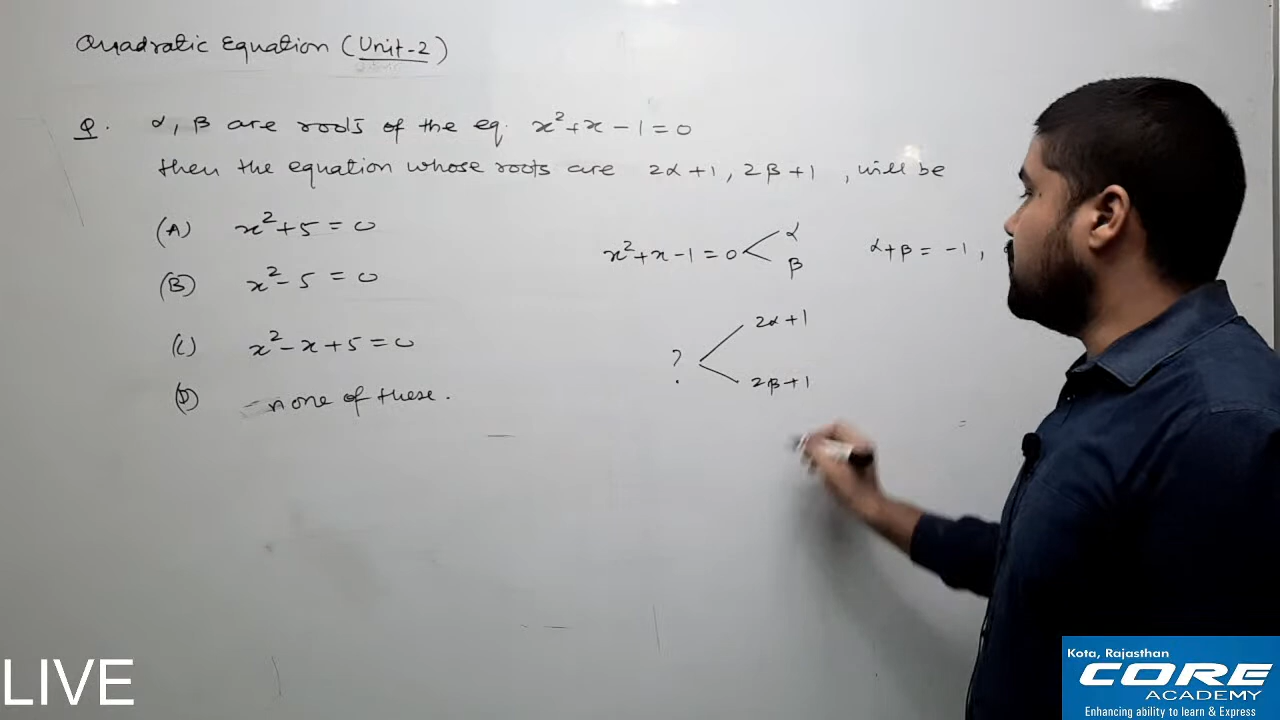 Quadratic Equation (Unit-2)
Q. α, β are roots of the eq. x²+x-1=0
then the equation whose roots are 2α+1, 2β+1, will be
(A) x²+5=0
(B) x²-5=0
(C) x²-x+5=0
(D) none of these.
x²+x-1=0 α
β
α+β = -1,
2α+1
?
2β+1
LIVE
Kota, Rajasthan
CORE
ACADEMY
Enhancing ability to learn & Express